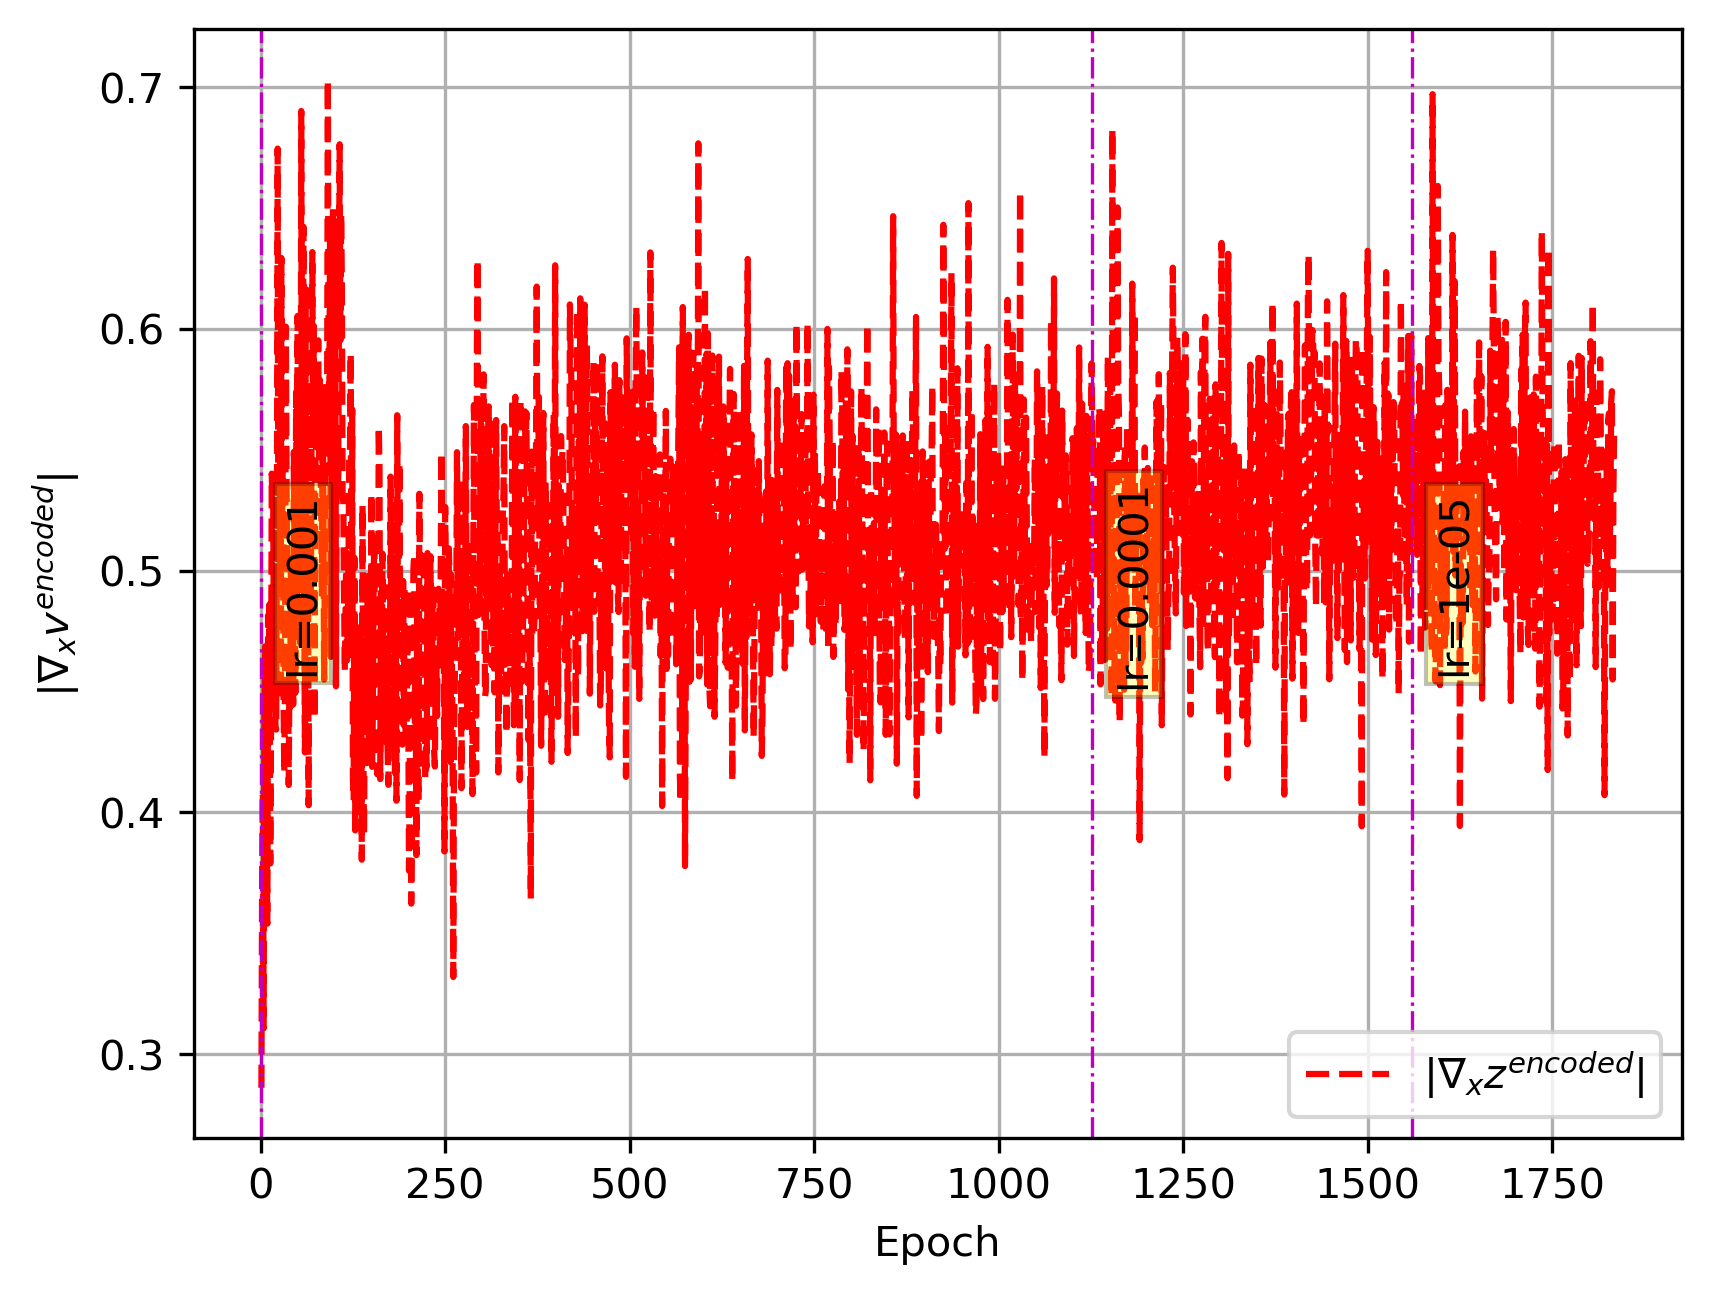 0.7
0.6
0.5
0.4
0.3
|∇ₓv^{encoded}|
lr=0.001
lr=0.0001
lr=1e-05
|∇ₓz^{encoded}|
0 250 500 750 1000 1250 1500 1750
Epoch